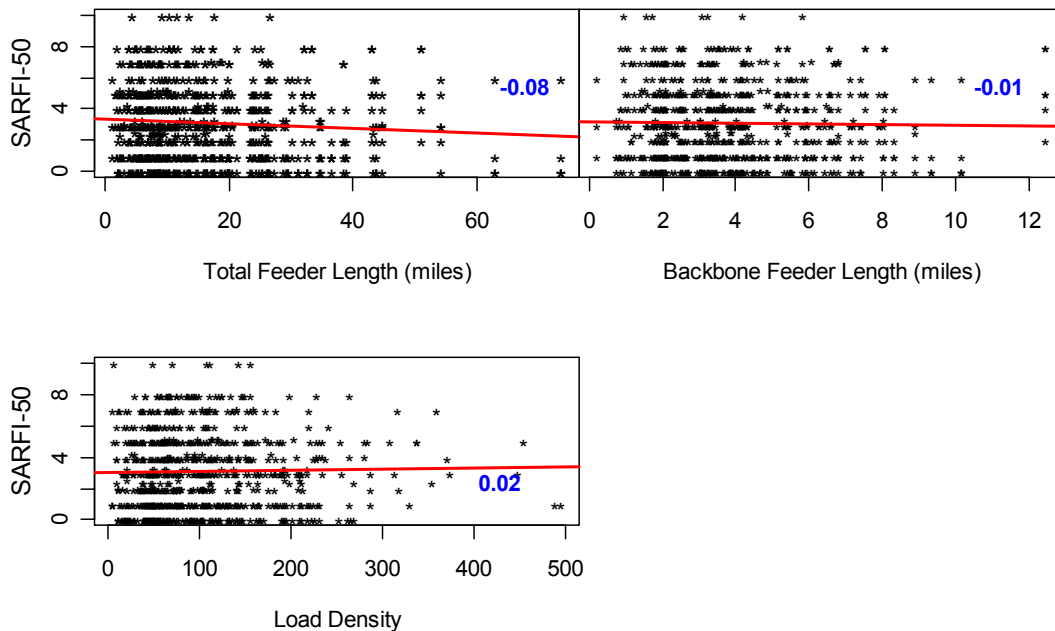 SARFI-50
8
4
0
-0.08
-0.01
0 20 40 60 0 2 4 6 8 10 12
Total Feeder Length (miles) Backbone Feeder Length (miles)
SARFI-50
8
4
0
0.02
0 100 200 300 400 500
Load Density